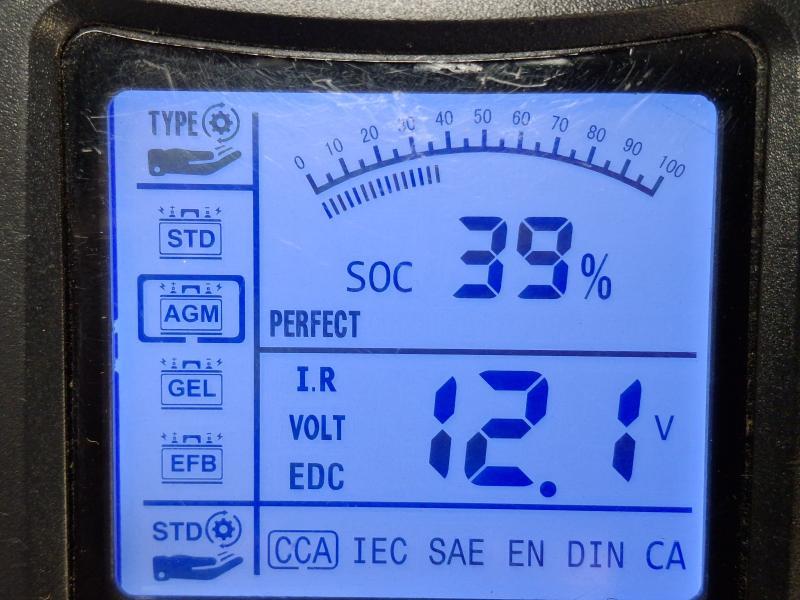 TYPE
0 10 20 30 40 50 60 70 80 90 100
STD
SOC 39%
AGM
PERFECT
I.R
GEL
VOLT 12.1 V
EFB
EDC
STD
CCA IEC SAE EN DIN CA